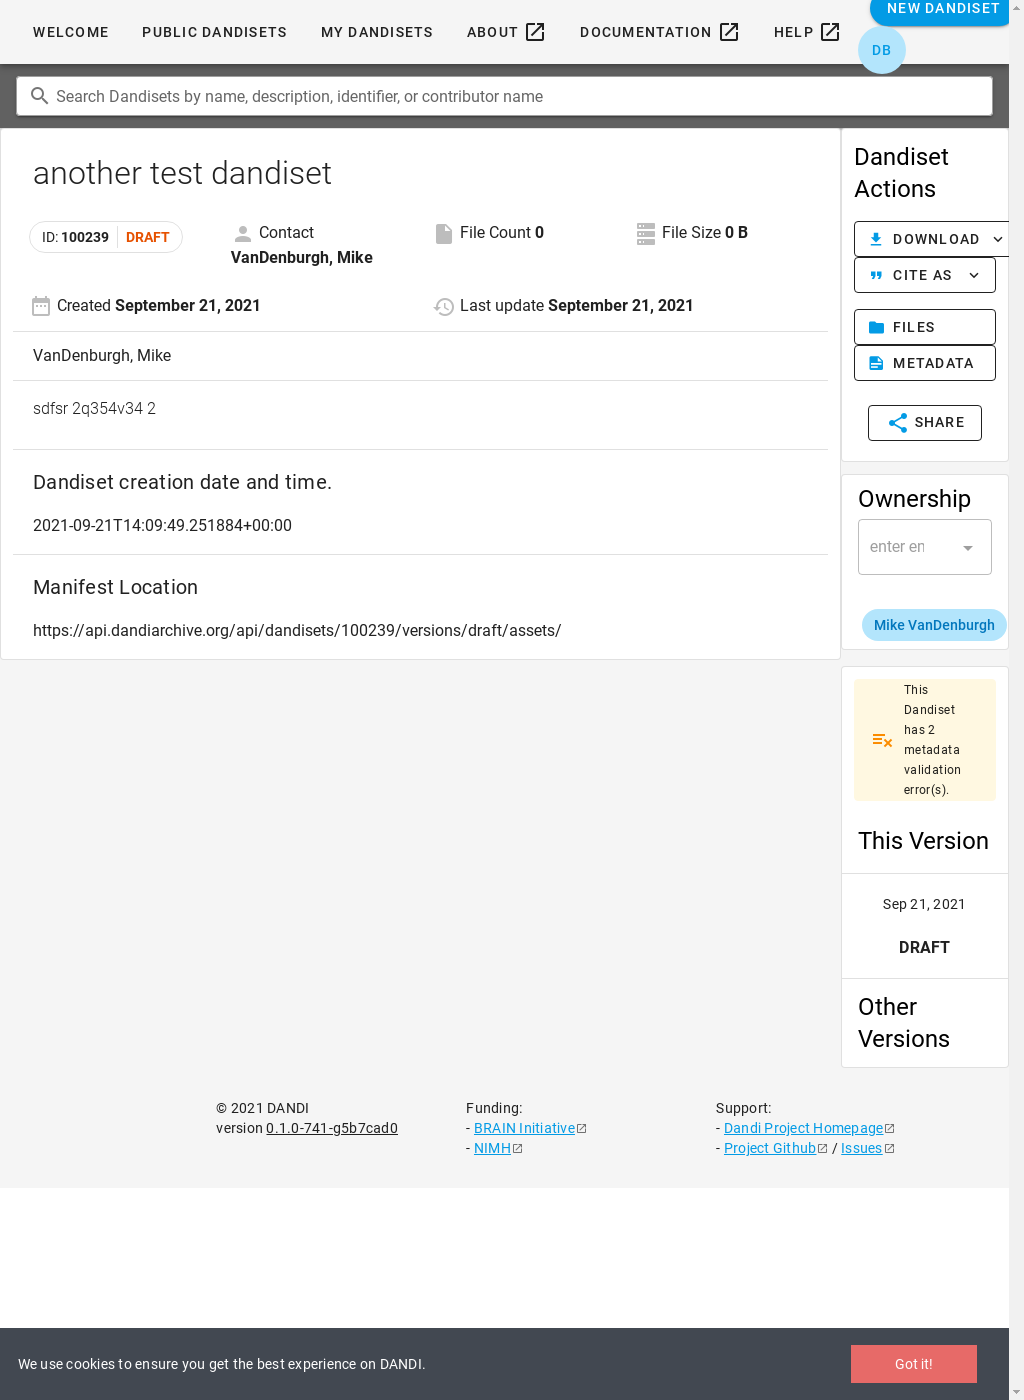 WELCOME PUBLIC DANDISETS MY DANDISETS ABOUT DOCUMENTATION HELP NEW DANDISET
DB
Search Dandisets by name, description, identifier, or contributor name
another test dandiset
ID: 100239 DRAFT
Contact
VanDenburgh, Mike
File Count 0
File Size 0 B
Created September 21, 2021
Last update September 21, 2021
VanDenburgh, Mike
sdfsr 2q354v34 2
Dandiset creation date and time.
2021-09-21T14:09:49.251884+00:00
Manifest Location
https://api.dandiarchive.org/api/dandisets/100239/versions/draft/assets/
Dandiset
Actions
DOWNLOAD
CITE AS
FILES
METADATA
SHARE
Ownership
enter en
Mike VanDenburgh
This
Dandiset
has 2
metadata
validation
error(s).
This Version
Sep 21, 2021
DRAFT
Other
Versions
© 2021 DANDI
version 0.1.0-741-g5b7cad0
Funding:
- BRAIN Initiative
- NIMH
Support:
- Dandi Project Homepage
- Project Github / Issues
We use cookies to ensure you get the best experience on DANDI.
Got it!